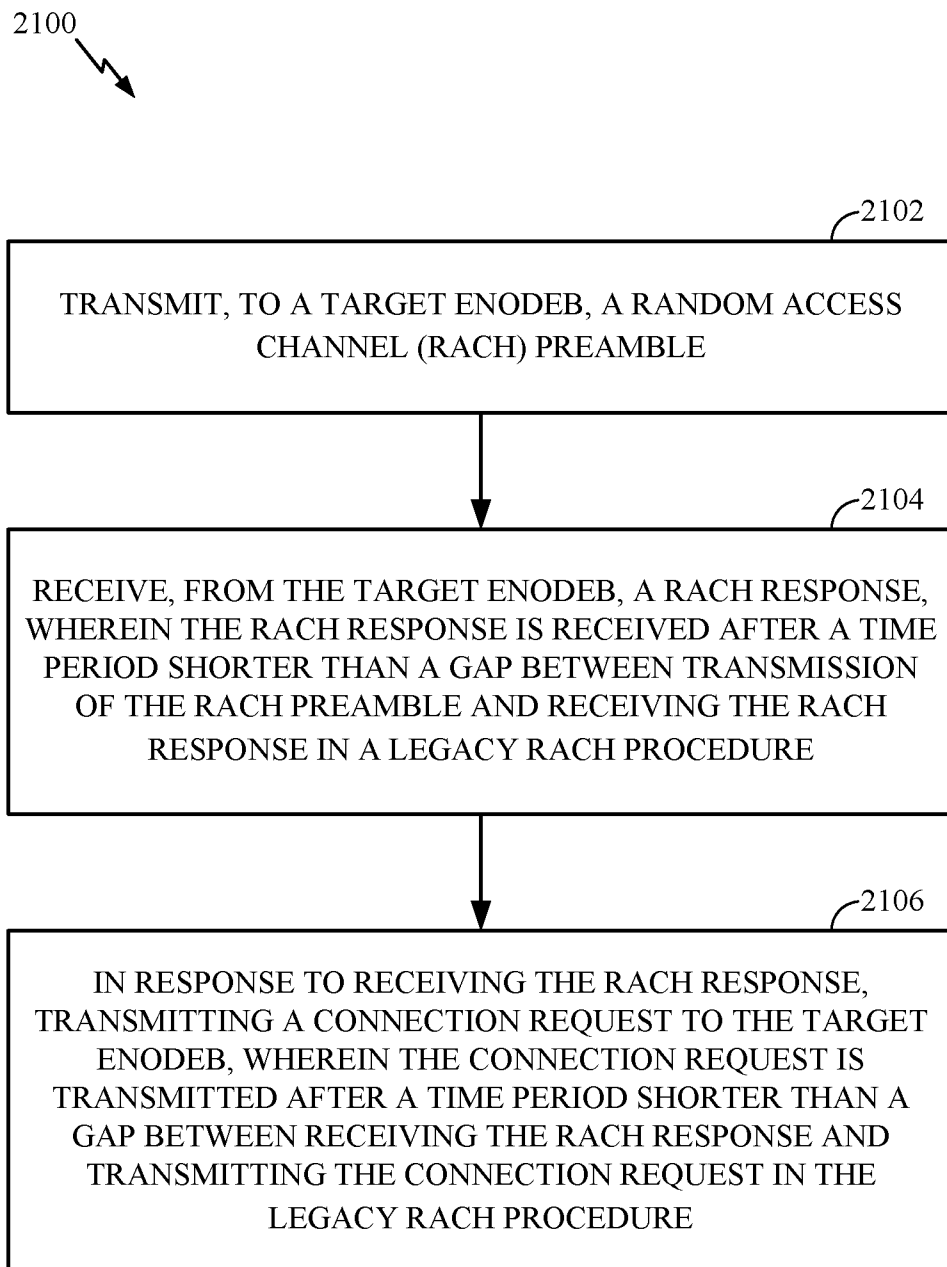 2100
2102
TRANSMIT, TO A TARGET ENODEB, A RANDOM ACCESS
CHANNEL (RACH) PREAMBLE
2104
RECEIVE, FROM THE TARGET ENODEB, A RACH RESPONSE,
WHEREIN THE RACH RESPONSE IS RECEIVED AFTER A TIME
PERIOD SHORTER THAN A GAP BETWEEN TRANSMISSION
OF THE RACH PREAMBLE AND RECEIVING THE RACH
RESPONSE IN A LEGACY RACH PROCEDURE
2106
IN RESPONSE TO RECEIVING THE RACH RESPONSE,
TRANSMITTING A CONNECTION REQUEST TO THE TARGET
ENODEB, WHEREIN THE CONNECTION REQUEST IS
TRANSMITTED AFTER A TIME PERIOD SHORTER THAN A
GAP BETWEEN RECEIVING THE RACH RESPONSE AND
TRANSMITTING THE CONNECTION REQUEST IN THE
LEGACY RACH PROCEDURE